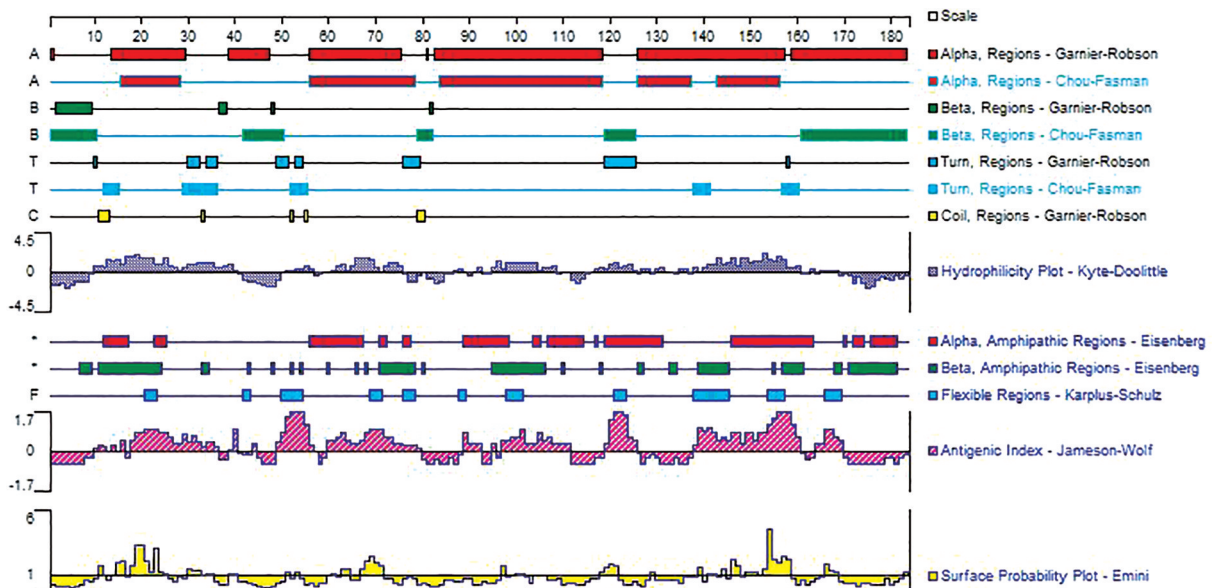 Scale
10 20 30 40 50 60 70 80 90 100 110 120 130 140 150 160 170 180
A Alpha, Regions - Garnier-Robson
A Alpha, Regions - Chou-Fasman
B Beta, Regions - Garnier-Robson
B Beta, Regions - Chou-Fasman
T Turn, Regions - Garnier-Robson
T Turn, Regions - Chou-Fasman
C Coil, Regions - Garnier-Robson
4.5
0 Hydrophilicity Plot - Kyte-Doolittle
-4.5
* Alpha, Amphipathic Regions - Eisenberg
* Beta, Amphipathic Regions - Eisenberg
F Flexible Regions - Karplus-Schulz
1.7
0 Antigenic Index - Jameson-Wolf
-1.7
6
1 Surface Probability Plot - Emini